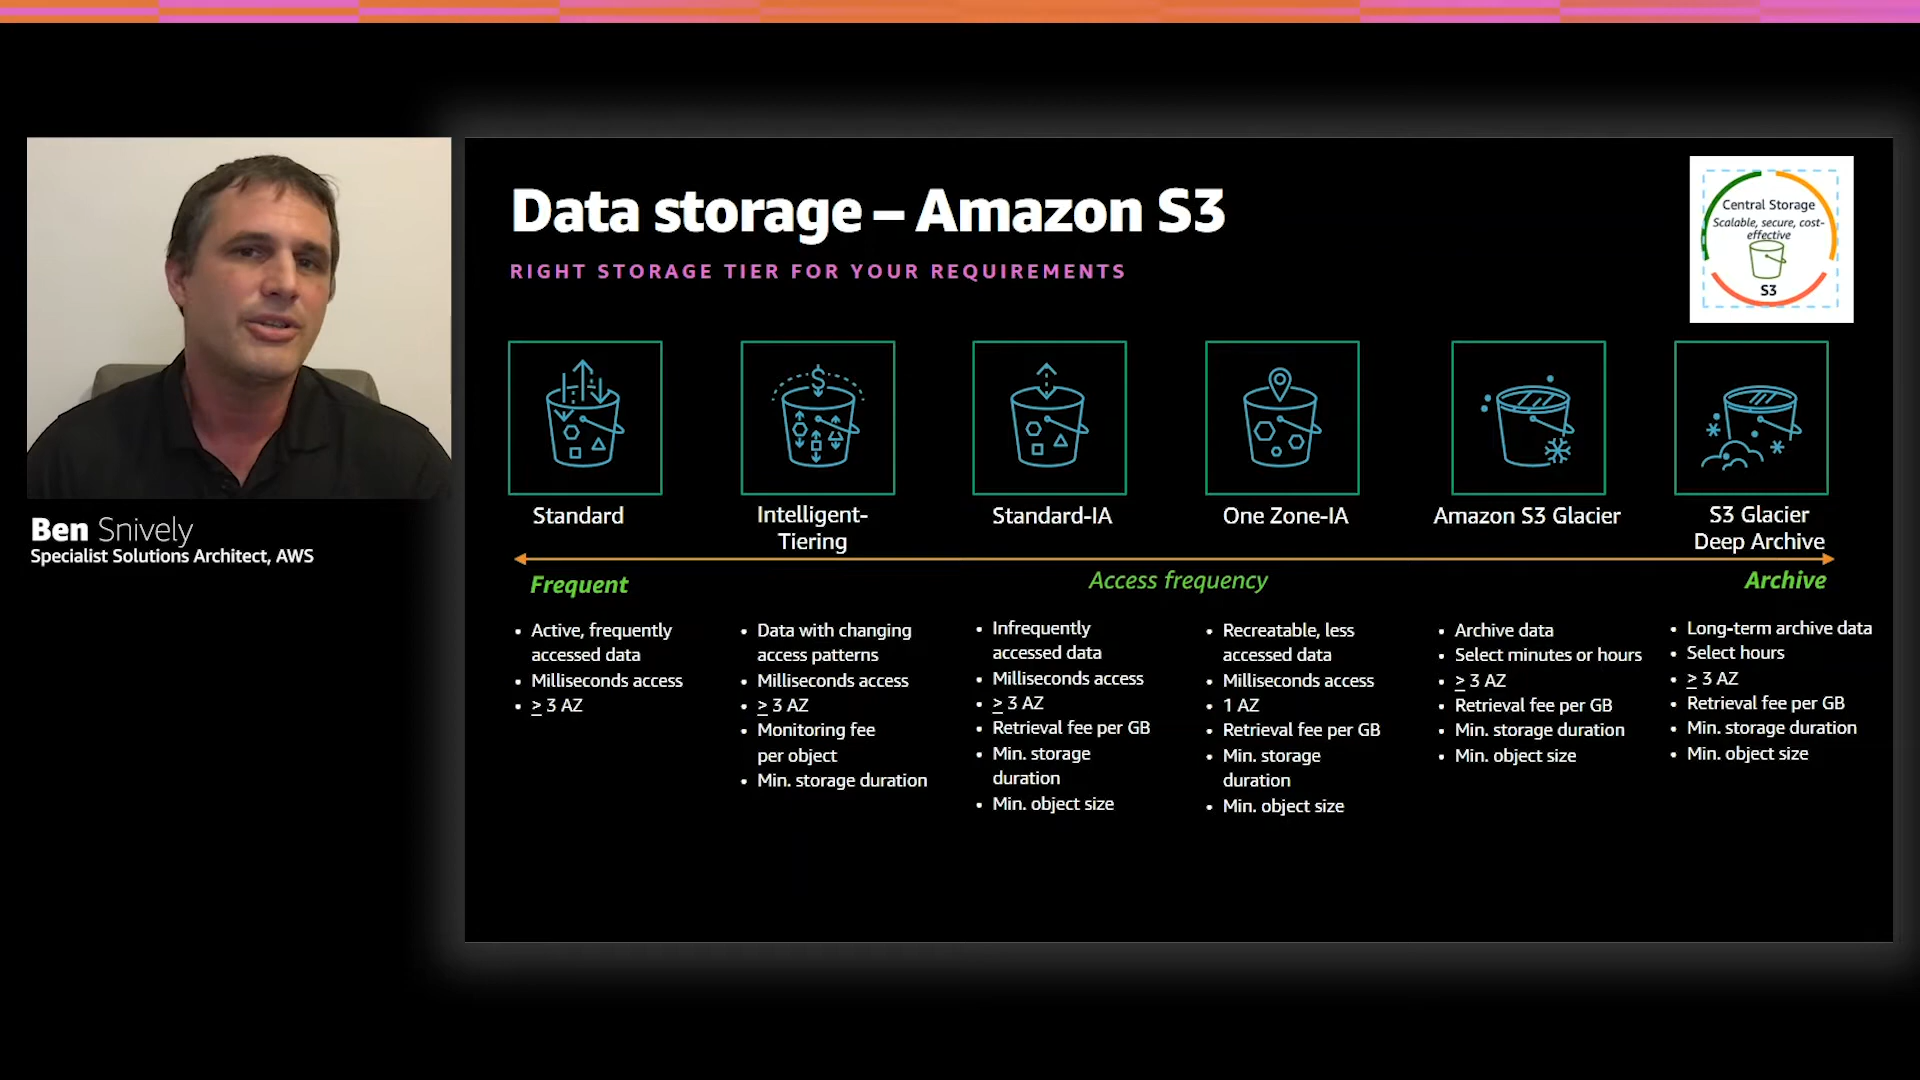 Data storage – Amazon S3
RIGHT STORAGE TIER FOR YOUR REQUIREMENTS
Central Storage
Scalable, secure, cost-
effective
S3
Ben Snively
Specialist Solutions Architect, AWS
Standard
Intelligent-
Tiering
Standard-IA
One Zone-IA
Amazon S3 Glacier
S3 Glacier
Deep Archive
Frequent
Access frequency
Archive
• Active, frequently
accessed data
• Milliseconds access
• ≥ 3 AZ
• Data with changing
access patterns
• Milliseconds access
• ≥ 3 AZ
• Monitoring fee
per object
• Min. storage duration
• Infrequently
accessed data
• Milliseconds access
• ≥ 3 AZ
• Retrieval fee per GB
• Min. storage
duration
• Min. object size
• Recreatable, less
accessed data
• Milliseconds access
• 1 AZ
• Retrieval fee per GB
• Min. storage
duration
• Min. object size
• Archive data
• Select minutes or hours
• ≥ 3 AZ
• Retrieval fee per GB
• Min. storage duration
• Min. object size
• Long-term archive data
• Select hours
• ≥ 3 AZ
• Retrieval fee per GB
• Min. storage duration
• Min. object size